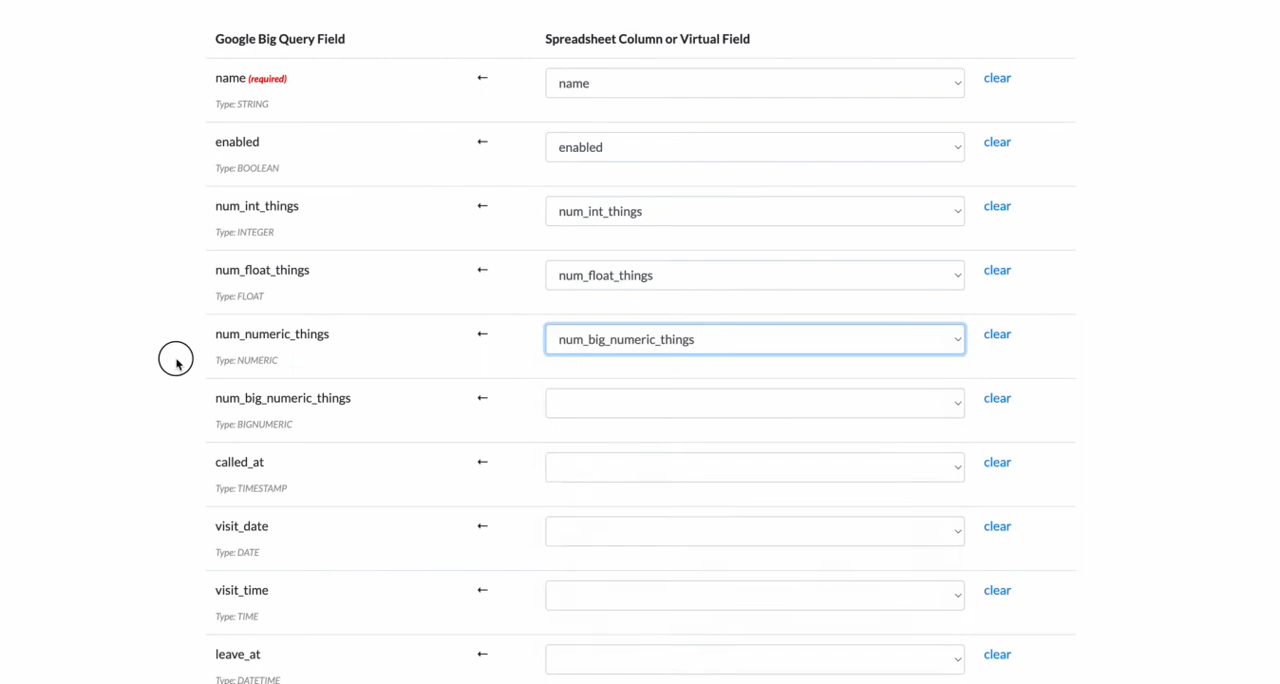 Google Big Query Field Spreadsheet Column or Virtual Field
name (required) ← name clear
Type: STRING
enabled ← enabled clear
Type: BOOLEAN
num_int_things ← num_int_things clear
Type: INTEGER
num_float_things ← num_float_things clear
Type: FLOAT
num_numeric_things ← num_big_numeric_things clear
Type: NUMERIC
num_big_numeric_things ← clear
Type: BIGNUMERIC
called_at ← clear
Type: TIMESTAMP
visit_date ← clear
Type: DATE
visit_time ← clear
Type: TIME
leave_at ← clear
Type: DATETIME